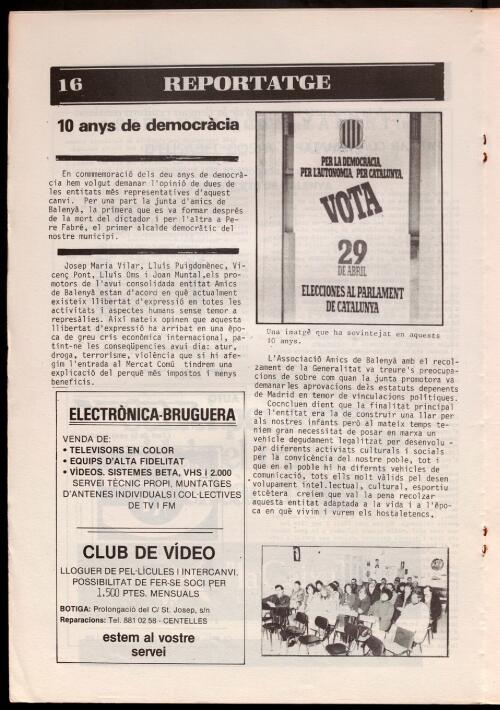 16 REPORTATGE
10 anys de democràcia
En conmmemoració dels deu anys de democrà-
cia hem volgut demanar l'opinió de dues de
les entitats més representatives d'aquest
canvi. Per una part la junta d'amics de
Balenyà, la primera que es va formar després
de la mort del dictador i per l'altra a Pe-
re Fabré, el primer alcalde democràtic del
nostre municipi.
Josep Maria Vilar, Lluís Puigdomènec, Vi-
cenç Pont, Lluís Oms i Joan Muntal,els pro-
motors de l'avui consolidada entitat Amics
de Balenyà estan d'acord en què actualment
existeix llibertat d'expressió en totes les
activitats i aspectes humans sense temor a
represàlies. Així mateix opinen que aquesta
llibertat d'expressió ha arribat en una èpo-
ca de greu cris econòmica internacional, pa-
tint-ne les conseqüències avui dia: atur,
droga, terrorisme, violència que si hi afe-
gim l'entrada al Mercat Comú tindrem una
explicació del perquè més impostos i menys
beneficis.
ELECTRÒNICA-BRUGUERA
VENDA DE:
• TELEVISORS EN COLOR
• EQUIPS D'ALTA FIDELITAT
• VÍDEOS. SISTEMES BETA, VHS i 2.000
SERVEI TÈCNIC PROPI, MUNTATGES
D'ANTENES INDIVIDUALS I COL·LECTIVES
DE TV I FM
CLUB DE VÍDEO
LLOGUER DE PEL·LÍCULES I INTERCANVI.
POSSIBILITAT DE FER-SE SOCI PER
1.500 PTES. MENSUALS
BOTIGA: Prolongació del C/ St. Josep, s/n
Reparacions: Tel. 881 02 58 - CENTELLES
estem al vostre
servei
PER LA DEMOCRÀCIA,
PER L'AUTONOMIA, PER CATALUNYA,
VOTA
29
DE ABRIL
ELECCIONES AL PARLAMENT
DE CATALUNYA
Una imatge que ha sovintejat en aquests
10 anys.
L'Associació Amics de Balenyà amb el recol-
zament de la Generalitat va treure's preocupa-
cions de sobre com quan la junta promotora va
demanar les aprovacions dels estatuts depenents
de Madrid en temor de vinculacions polítiques.
Cocncluen dient que la finalitat principal
de l'entitat era la de construir una llar per
als nostres infants però al mateix temps te-
niem gran necessitat de posar en marxa un
vehicle degudament legalitzat per desenvolu -
par diferents activiats culturals i socials
per la convicència del nostre poble, tot i
que en el poble hi ha difernts vehicles de
comunicació, tots ells molt vàlids pel desen
volupament intel.lectual, cultural, esportiu
etcètera creiem que val la pena recolzar
aquesta entitat adaptada a la vida i a l'èpo-
ca en què vivim i vurem els hostaletencs.